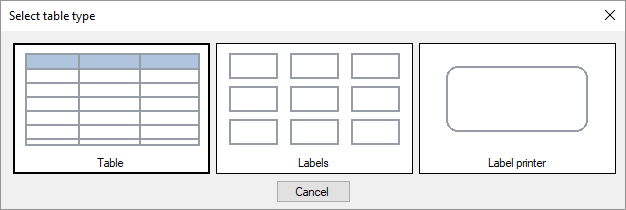 Select table type
Table
Labels
Label printer
Cancel